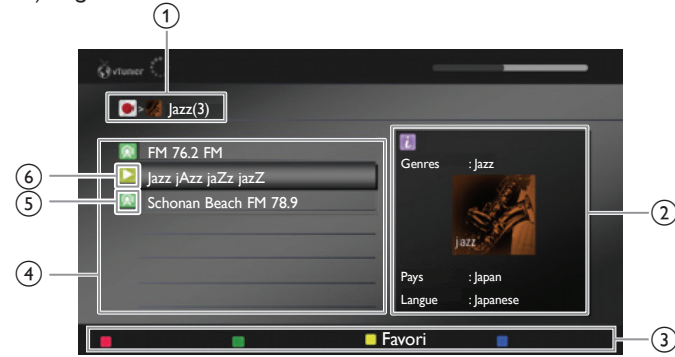 1
vTuner
Jazz(3)
FM 76.2 FM
6
Jazz jAzz jaZz jazZ
5
Schonan Beach FM 78.9
4
i
Genres : Jazz
jazz
2
Pays : Japan
Langue : Japanese
Favori
3